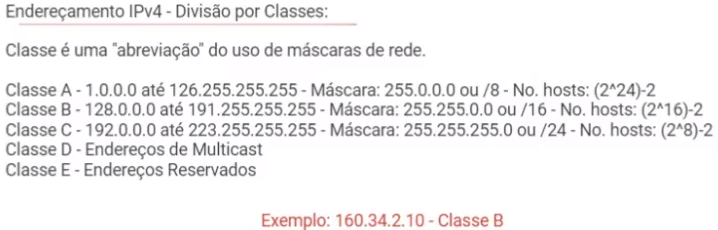 Endereçamento IPv4 - Divisão por Classes:
Classe é uma "abreviação" do uso de máscaras de rede.
Classe A - 1.0.0.0 até 126.255.255.255 - Máscara: 255.0.0.0 ou /8 - No. hosts: (2^24)-2
Classe B - 128.0.0.0 até 191.255.255.255 - Máscara: 255.255.0.0 ou /16 - No. hosts: (2^16)-2
Classe C - 192.0.0.0 até 223.255.255.255 - Máscara: 255.255.255.0 ou /24 - No. hosts: (2^8)-2
Classe D - Endereços de Multicast
Classe E - Endereços Reservados
Exemplo: 160.34.2.10 - Classe B